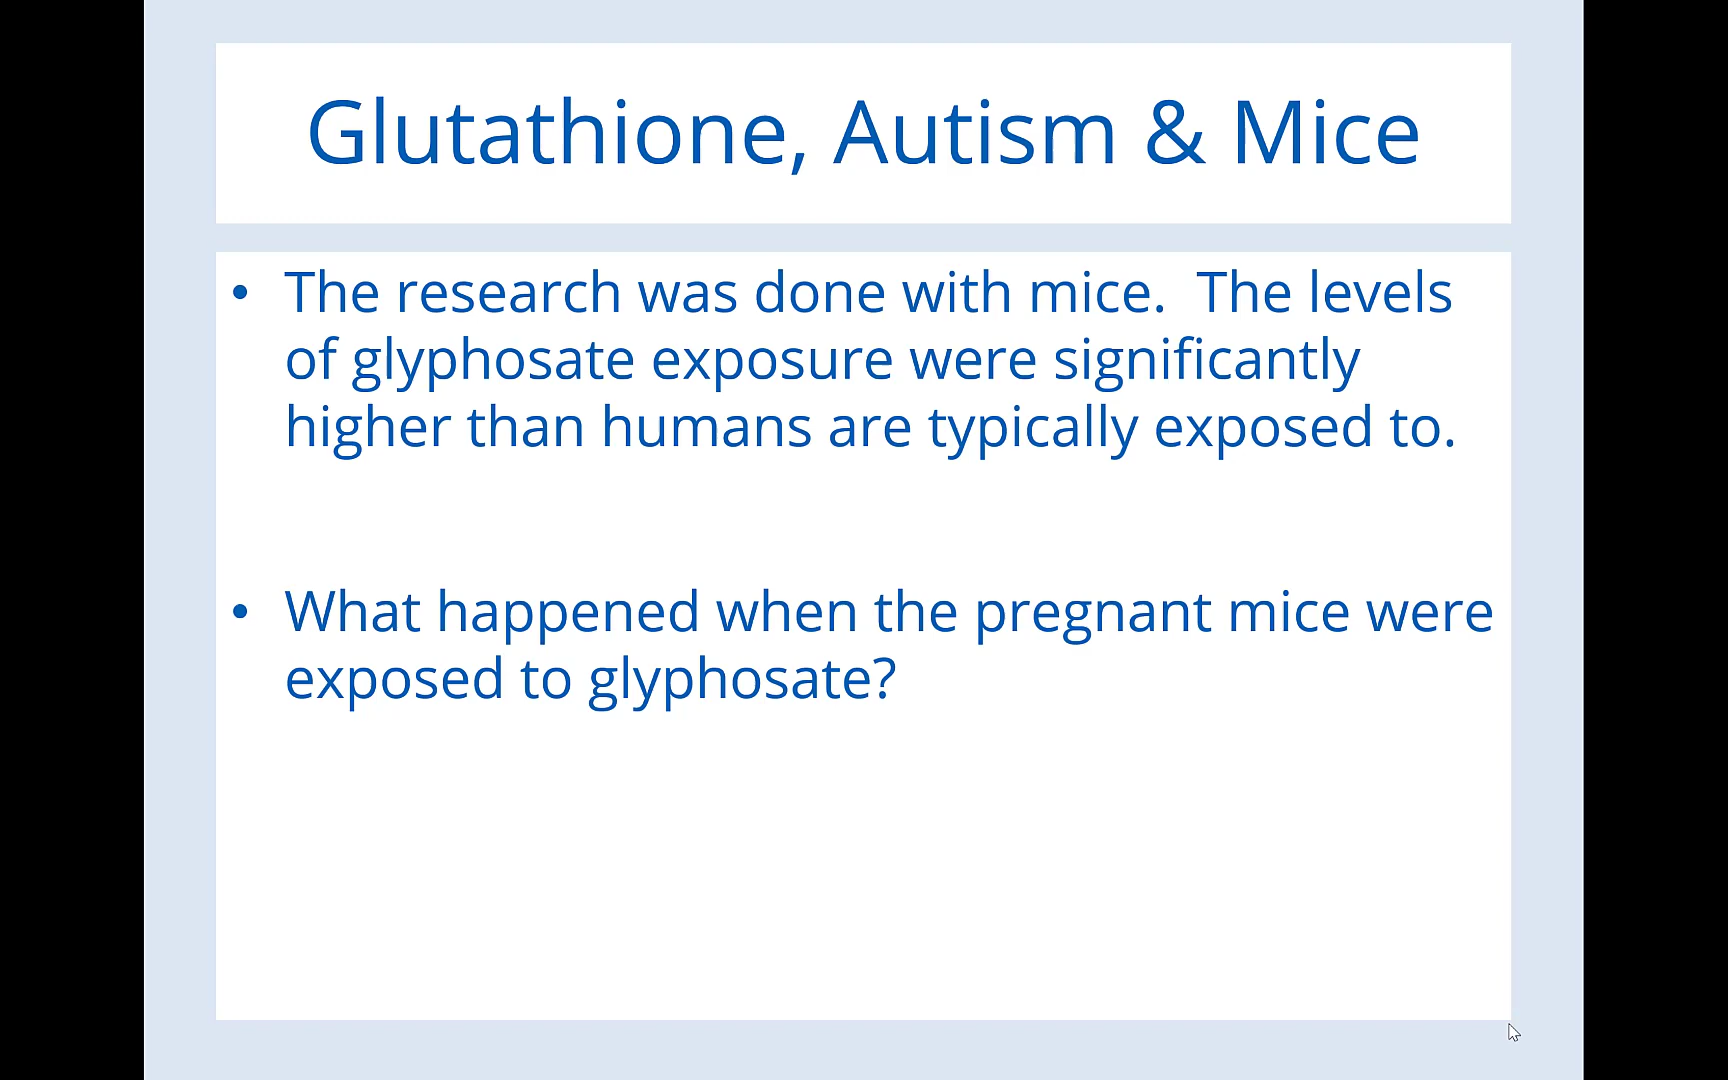 Glutathione, Autism & Mice
• The research was done with mice.  The levels
of glyphosate exposure were significantly
higher than humans are typically exposed to.
• What happened when the pregnant mice were
exposed to glyphosate?